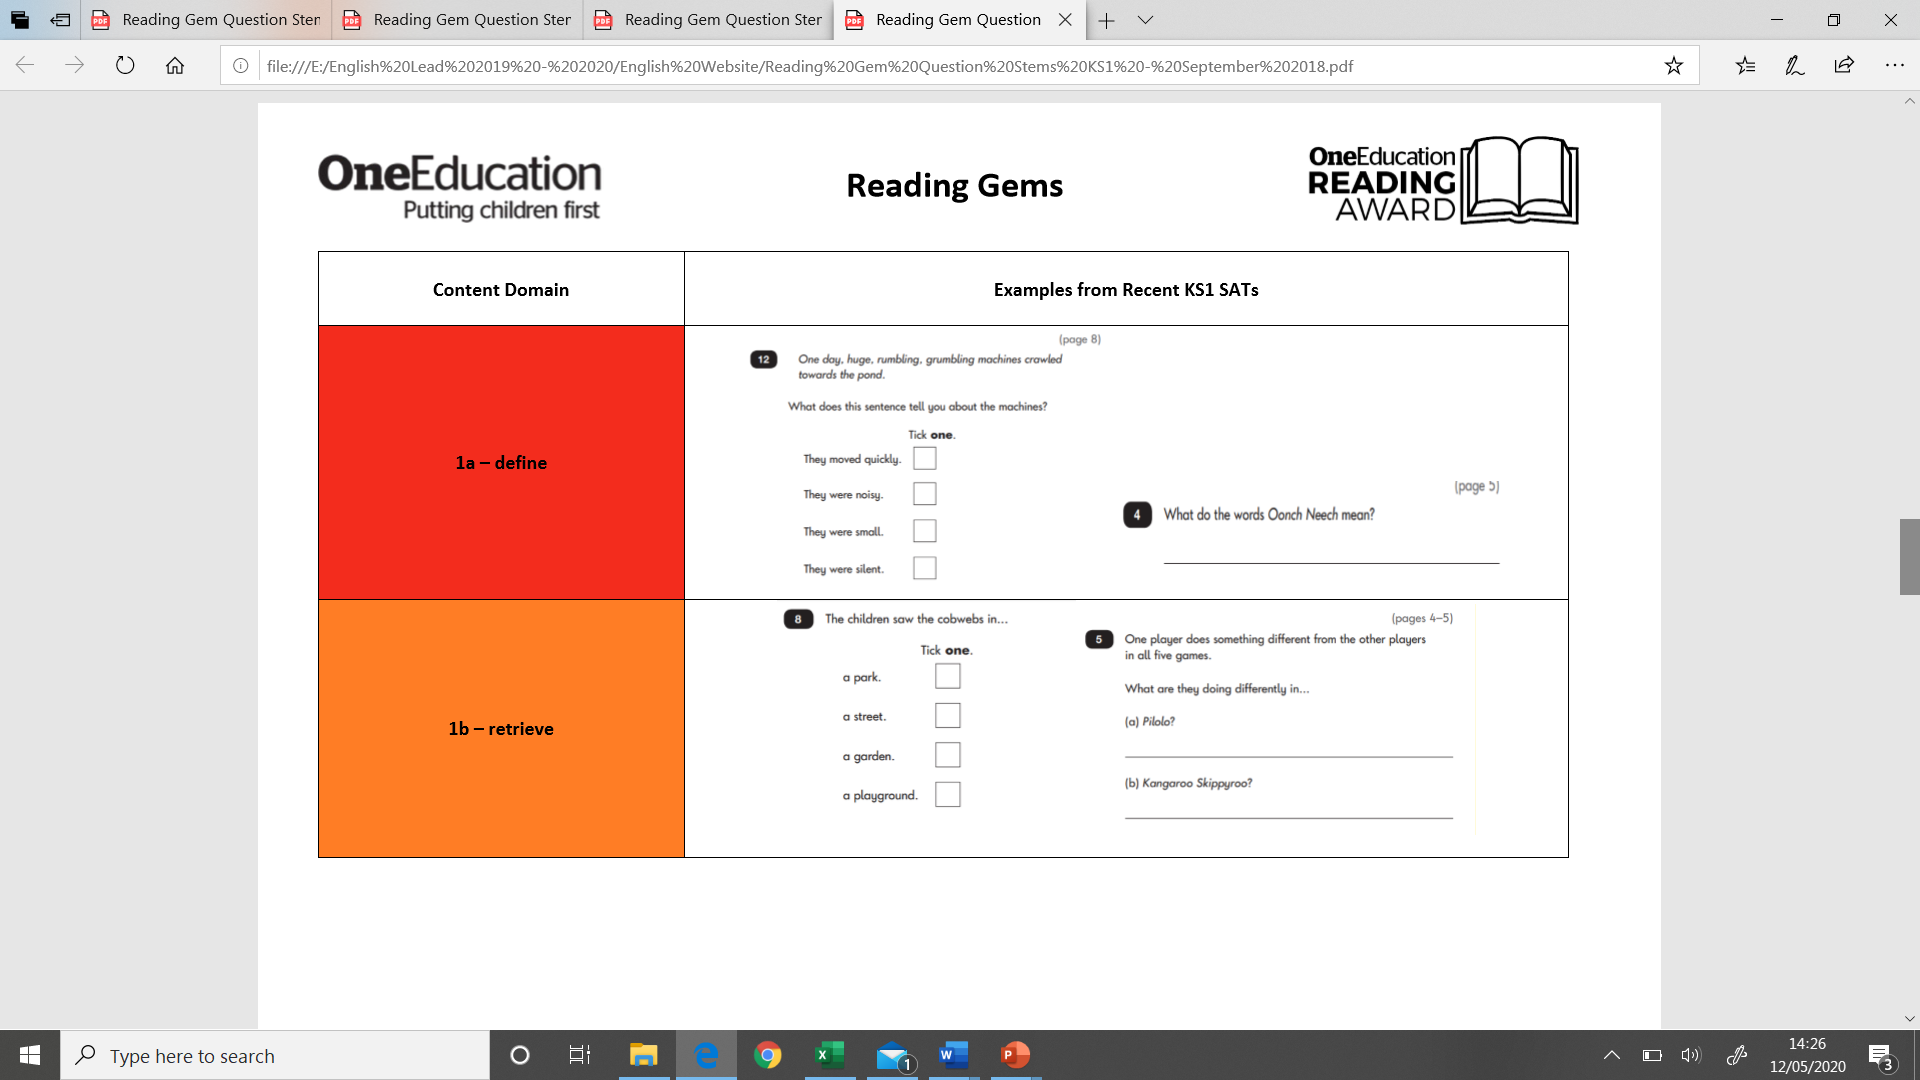 Reading Gem Question Ster
Reading Gem Question Ster
Reading Gem Question Ster
Reading Gem Question
file:///E:/English%20Lead%202019%20-%202020/English%20Website/Reading%20Gem%20Question%20Stems%20KS1%20-%20September%202018.pdf
OneEducation
Putting children first
Reading Gems
OneEducation
READING
AWARD
Content Domain
Examples from Recent KS1 SATs
1a – define
(page 8)
12 One day, huge, rumbling, grumbling machines crawled
towards the pond.
What does this sentence tell you about the machines?
Tick one.
They moved quickly.
They were noisy.
They were small.
They were silent.
(page 5)
4 What do the words Oonch Neech mean?
1b – retrieve
8 The children saw the cobwebs in...
Tick one.
a park.
a street.
a garden.
a playground.
(pages 4–5)
5 One player does something different from the other players
in all five games.
What are they doing differently in...
(a) Pilolo?
(b) Kangaroo Skippyroo?
Type here to search
1
14:26
12/05/2020
3